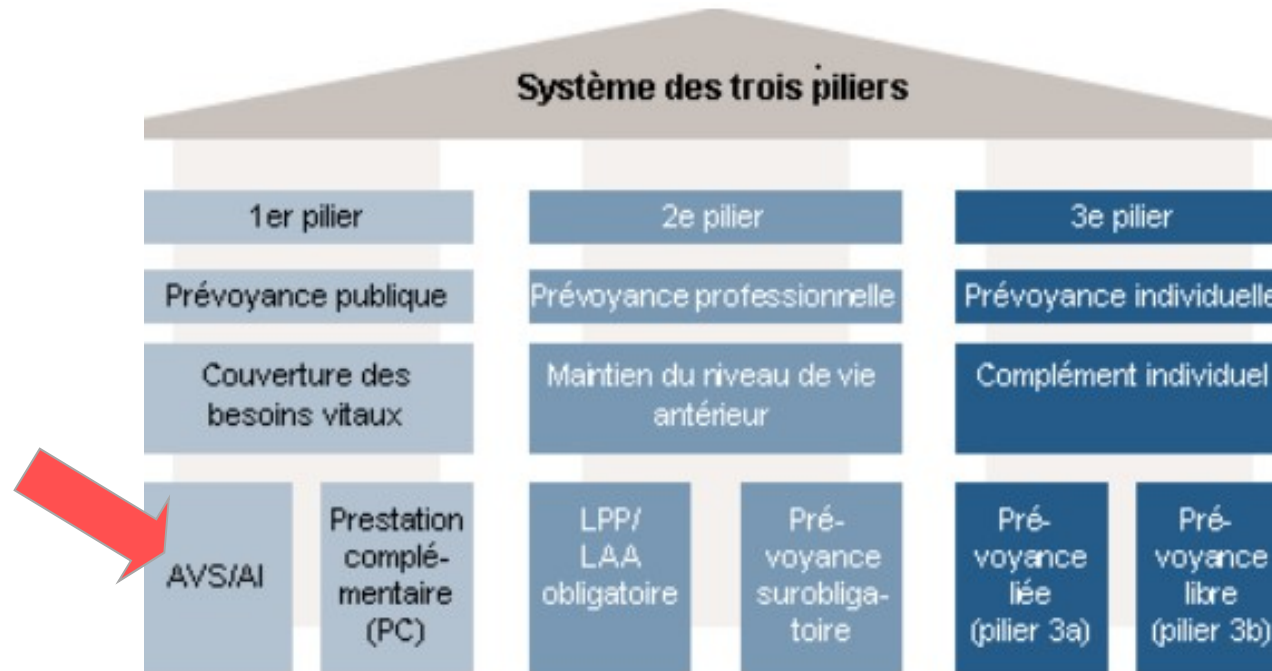 Système des trois piliers
1er pilier
2e pilier
3e pilier
Prévoyance publique
Prévoyance professionnelle
Prévoyance individuelle
Couverture des
besoins vitaux
Maintien du niveau de vie
antérieur
Complément individuel
AVS/AI
Prestation
complé-
mentaire
(PC)
LPP/
LAA
obligatoire
Pré-
voyance
surobliga-
toire
Pré-
voyance
liée
(pilier 3a)
Pré-
voyance
libre
(pilier 3b)